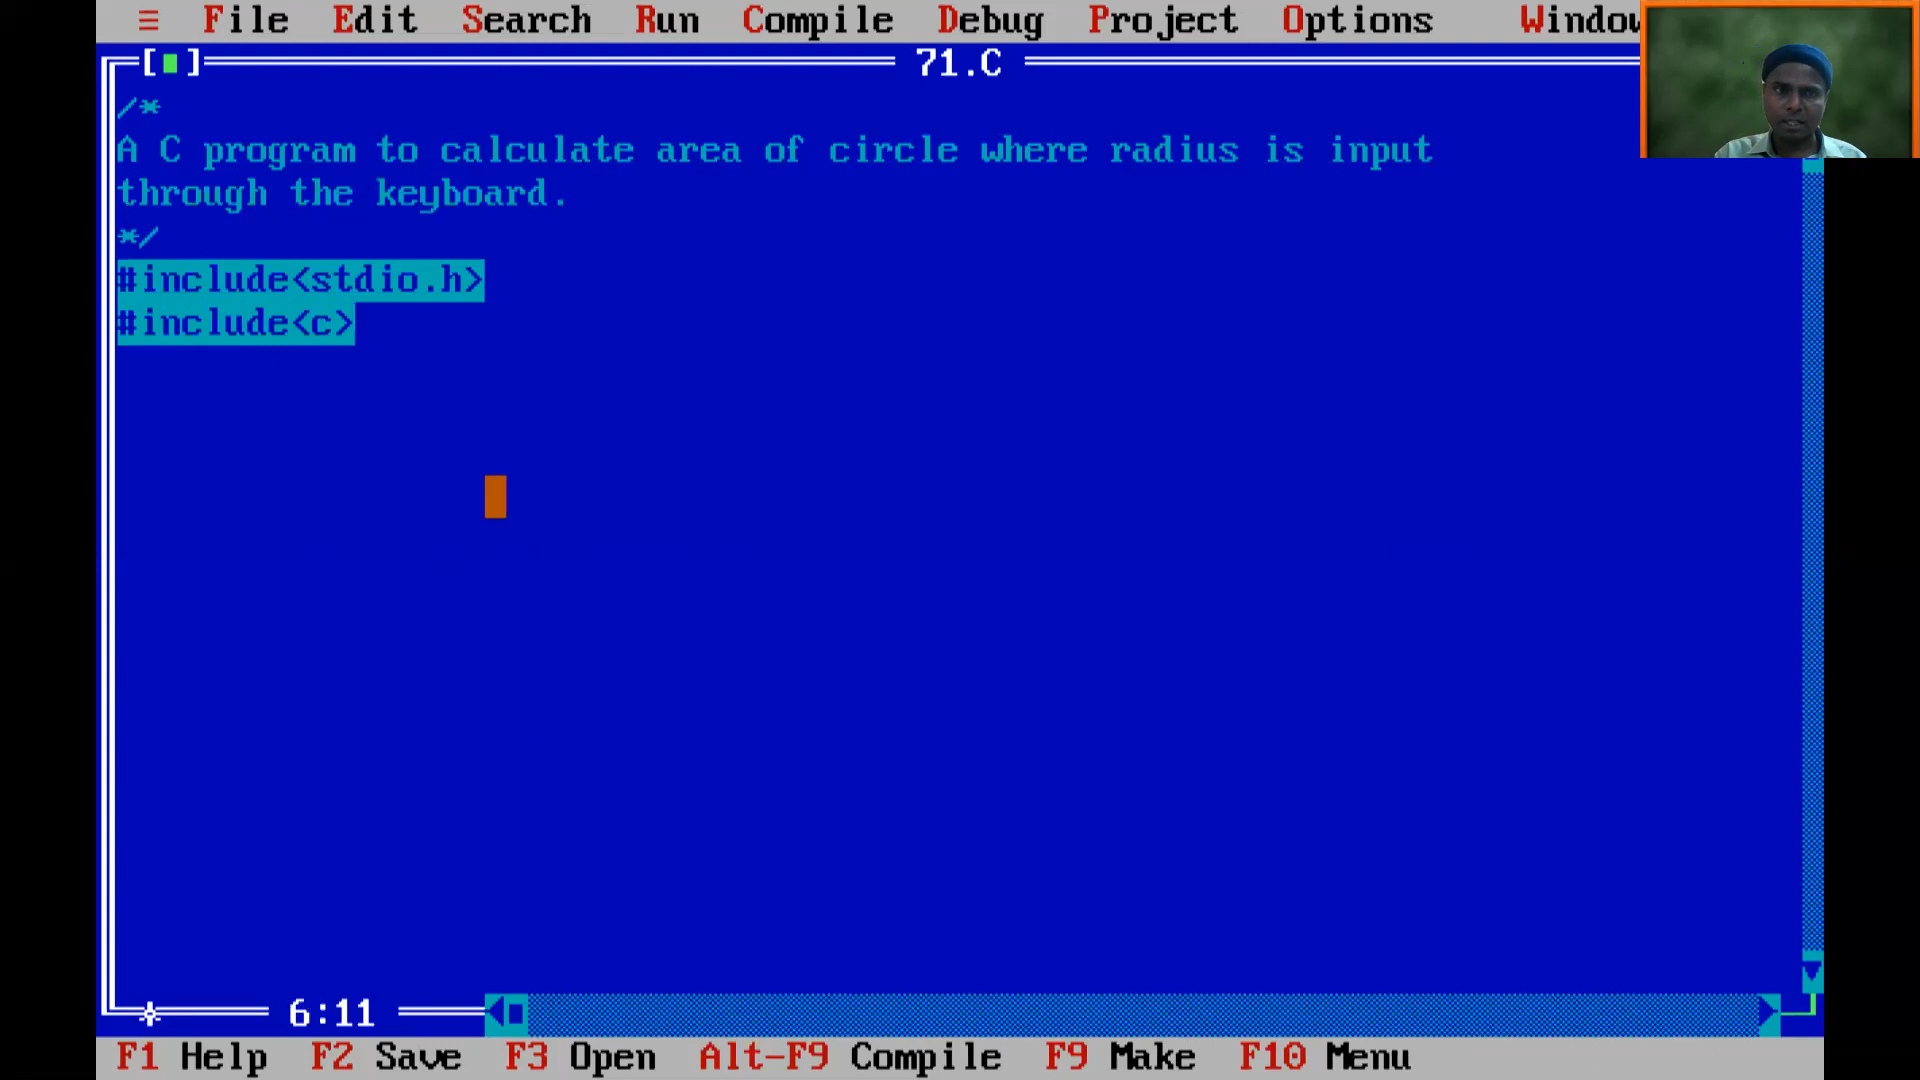 ≡ File Edit Search Run Compile Debug Project Options Window
[■] 71.C
/*
A C program to calculate area of circle where radius is input
through the keyboard.
*/
#include<stdio.h>
#include<c>
6:11
F1 Help F2 Save F3 Open Alt-F9 Compile F9 Make F10 Menu